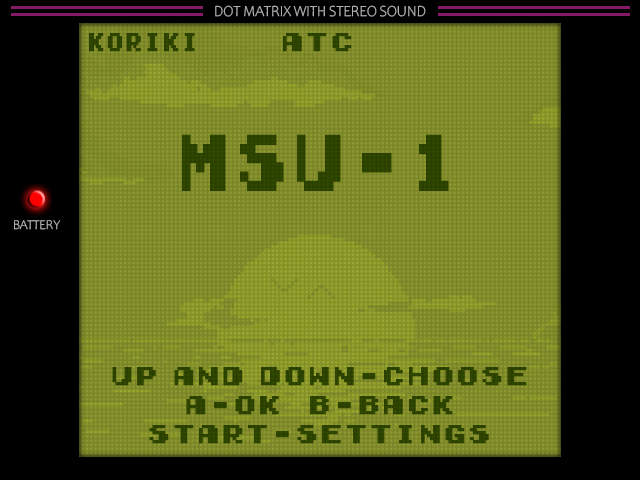 DOT MATRIX WITH STEREO SOUND
KORIKI ATC
MSU-1
BATTERY
UP AND DOWN-CHOOSE
A-OK B-BACK
START-SETTINGS